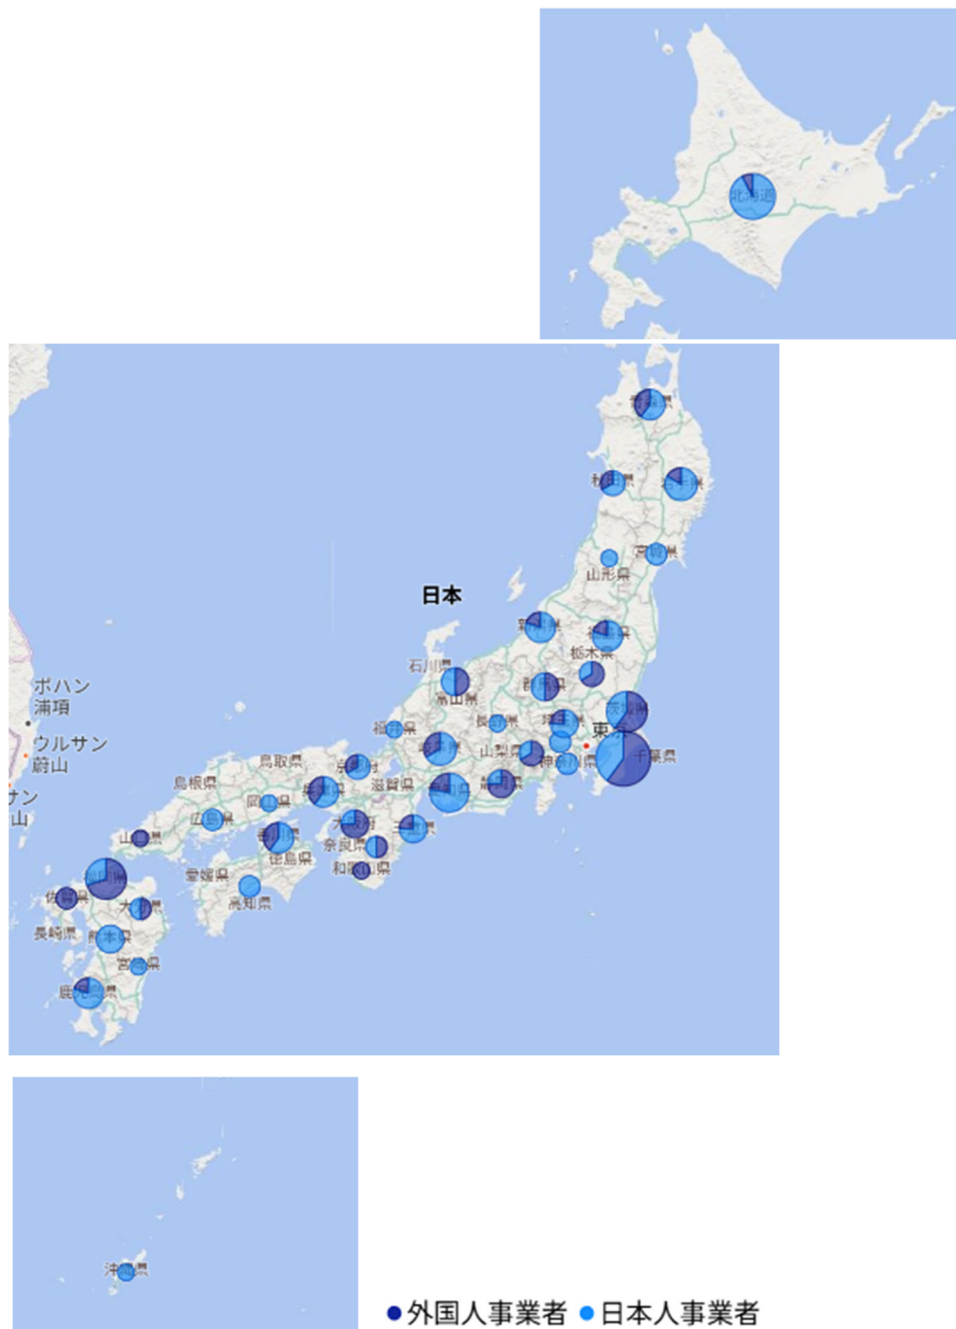 北海道
青森県
秋田県
岩手県
宮城県
山形県
日本
新潟県
福島県
栃木県
石川県
富山県
群馬県
茨城県
福井県
長野県
埼玉県
東京
岐阜県
山梨県
神奈川県
千葉県
鳥取県
京都府
滋賀県
愛知県
静岡県
島根県
兵庫県
岡山県
広島県
大阪府
三重県
山口県
香川県
奈良県
徳島県
和歌山県
福岡県
愛媛県
高知県
佐賀県
大分県
長崎県
熊本県
宮崎県
鹿児島県
ポハン
浦項
ウルサン
蔚山
サン
山
沖縄県
外国人事業者 日本人事業者